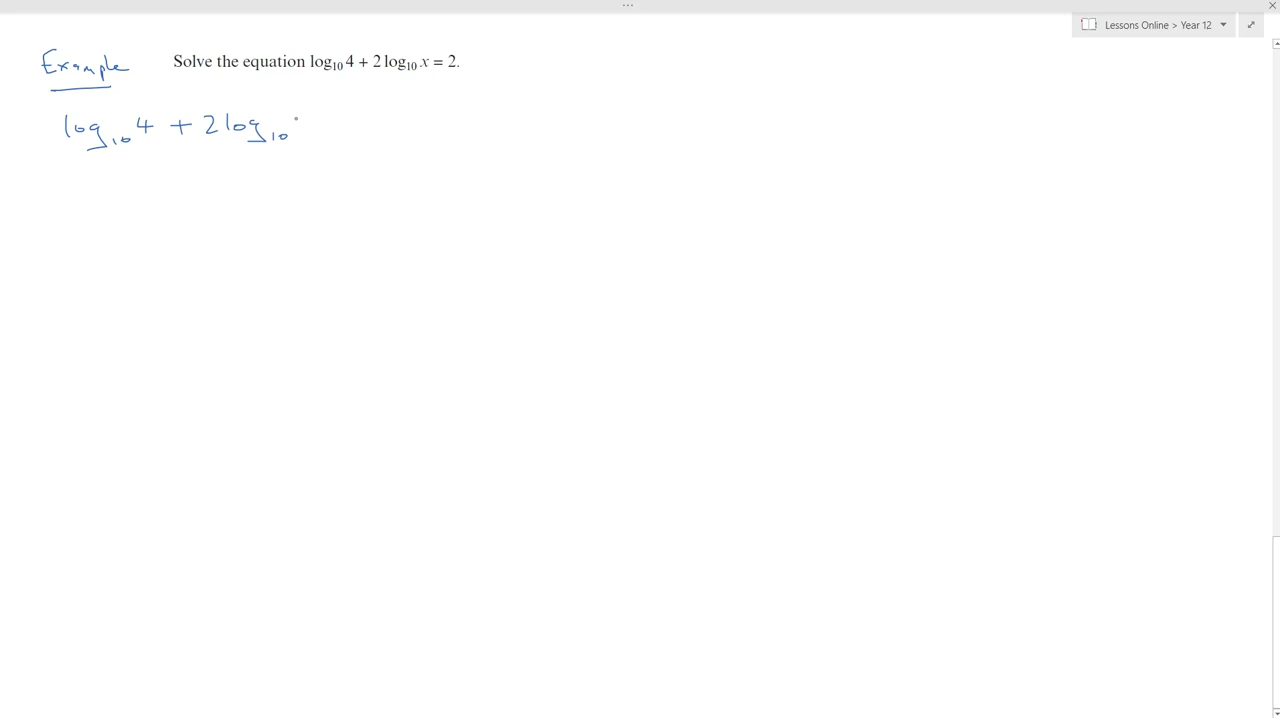 Lessons Online > Year 12
Example Solve the equation log₁₀ 4 + 2 log₁₀ x = 2.
log₁₀ 4 + 2 log₁₀